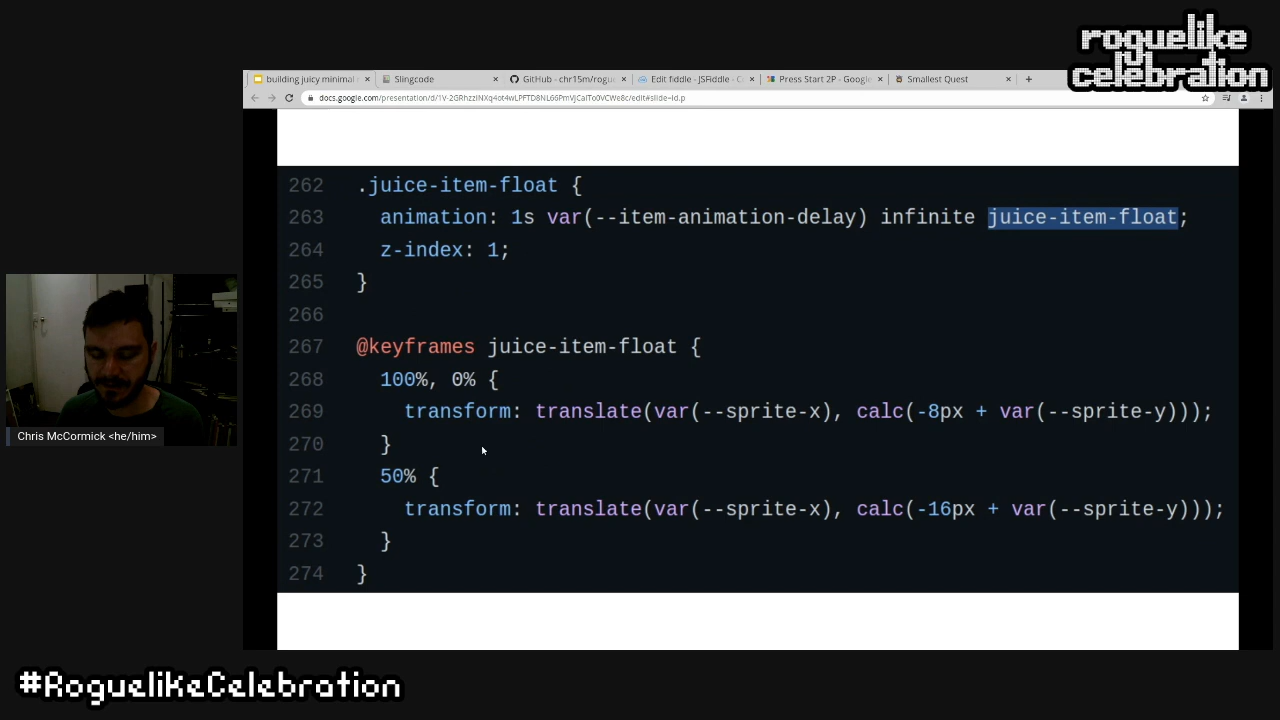 roguelike
celebration
building juicy minimal
Slingcode
GitHub - chr15m/rogu
Edit fiddle - JSFiddle - C
Press Start 2P - Google
Smallest Quest
262 .juice-item-float {
263 animation: 1s var(--item-animation-delay) infinite juice-item-float;
264 z-index: 1;
265 }
266
267 @keyframes juice-item-float {
268 100%, 0% {
269 transform: translate(var(--sprite-x), calc(-8px + var(--sprite-y)));
270 }
271 50% {
272 transform: translate(var(--sprite-x), calc(-16px + var(--sprite-y)));
273 }
274 }
Chris McCormick <he/him>
#RoguelikeCelebration